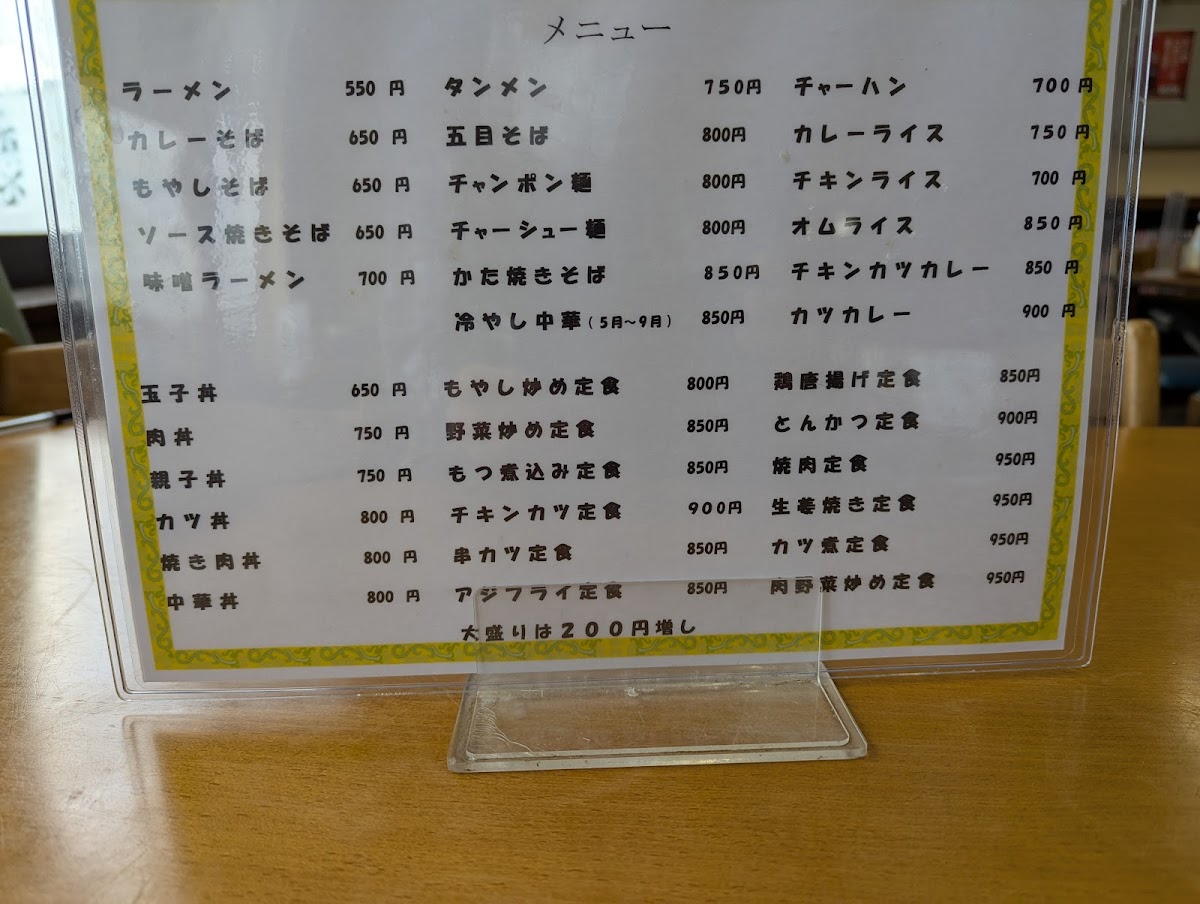 メニュー
ラーメン 550 円
カレーそば 650 円
もやしそば 650 円
ソース焼きそば 650 円
味噌ラーメン 700 円
タンメン 750円
五目そば 800円
チャンポン麺 800円
チャーシュー麺 800円
かた焼きそば 850円
冷やし中華(5月~9月) 850円
チャーハン 700円
カレーライス 750円
チキンライス 700 円
オムライス 850円
チキンカツカレー 850 円
カツカレー 900 円
玉子丼 650 円
肉丼 750 円
親子丼 750 円
カツ丼 800 円
焼き肉丼 800 円
中華丼 800 円
もやし炒め定食 800円
野菜炒め定食 850円
もつ煮込み定食 850円
チキンカツ定食 900円
串カツ定食 850円
アジフライ定食 850円
鶏唐揚げ定食 850円
とんかつ定食 900円
焼肉定食 950円
生姜焼き定食 950円
カツ煮定食 950円
肉野菜炒め定食 950円
大盛りは200円増し